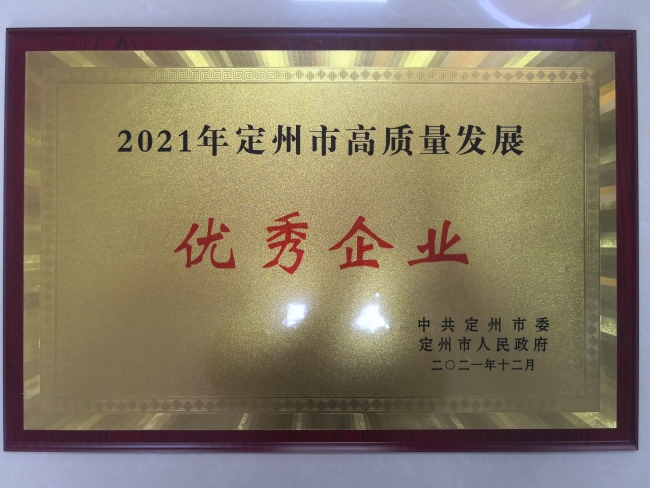 2021年定州市高质量发展
优秀企业
中共定州市委
定州市人民政府
二〇二一年十二月